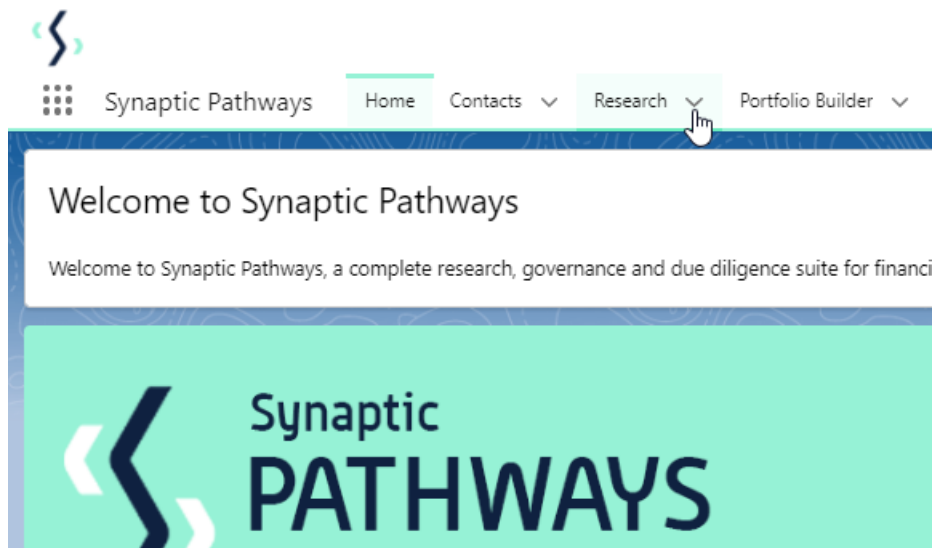 Synaptic Pathways Home Contacts Research Portfolio Builder
Welcome to Synaptic Pathways
Welcome to Synaptic Pathways, a complete research, governance and due diligence suite for financi
Synaptic
PATHWAYS